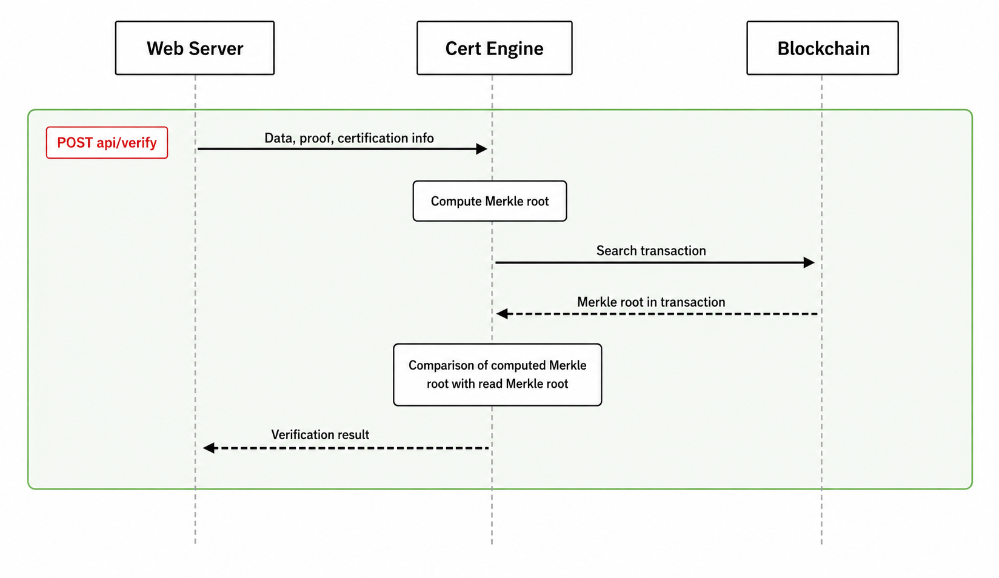 Web Server
Cert Engine
Blockchain
POST api/verify
Data, proof, certification info
Compute Merkle root
Search transaction
Merkle root in transaction
Comparison of computed Merkle
root with read Merkle root
Verification result